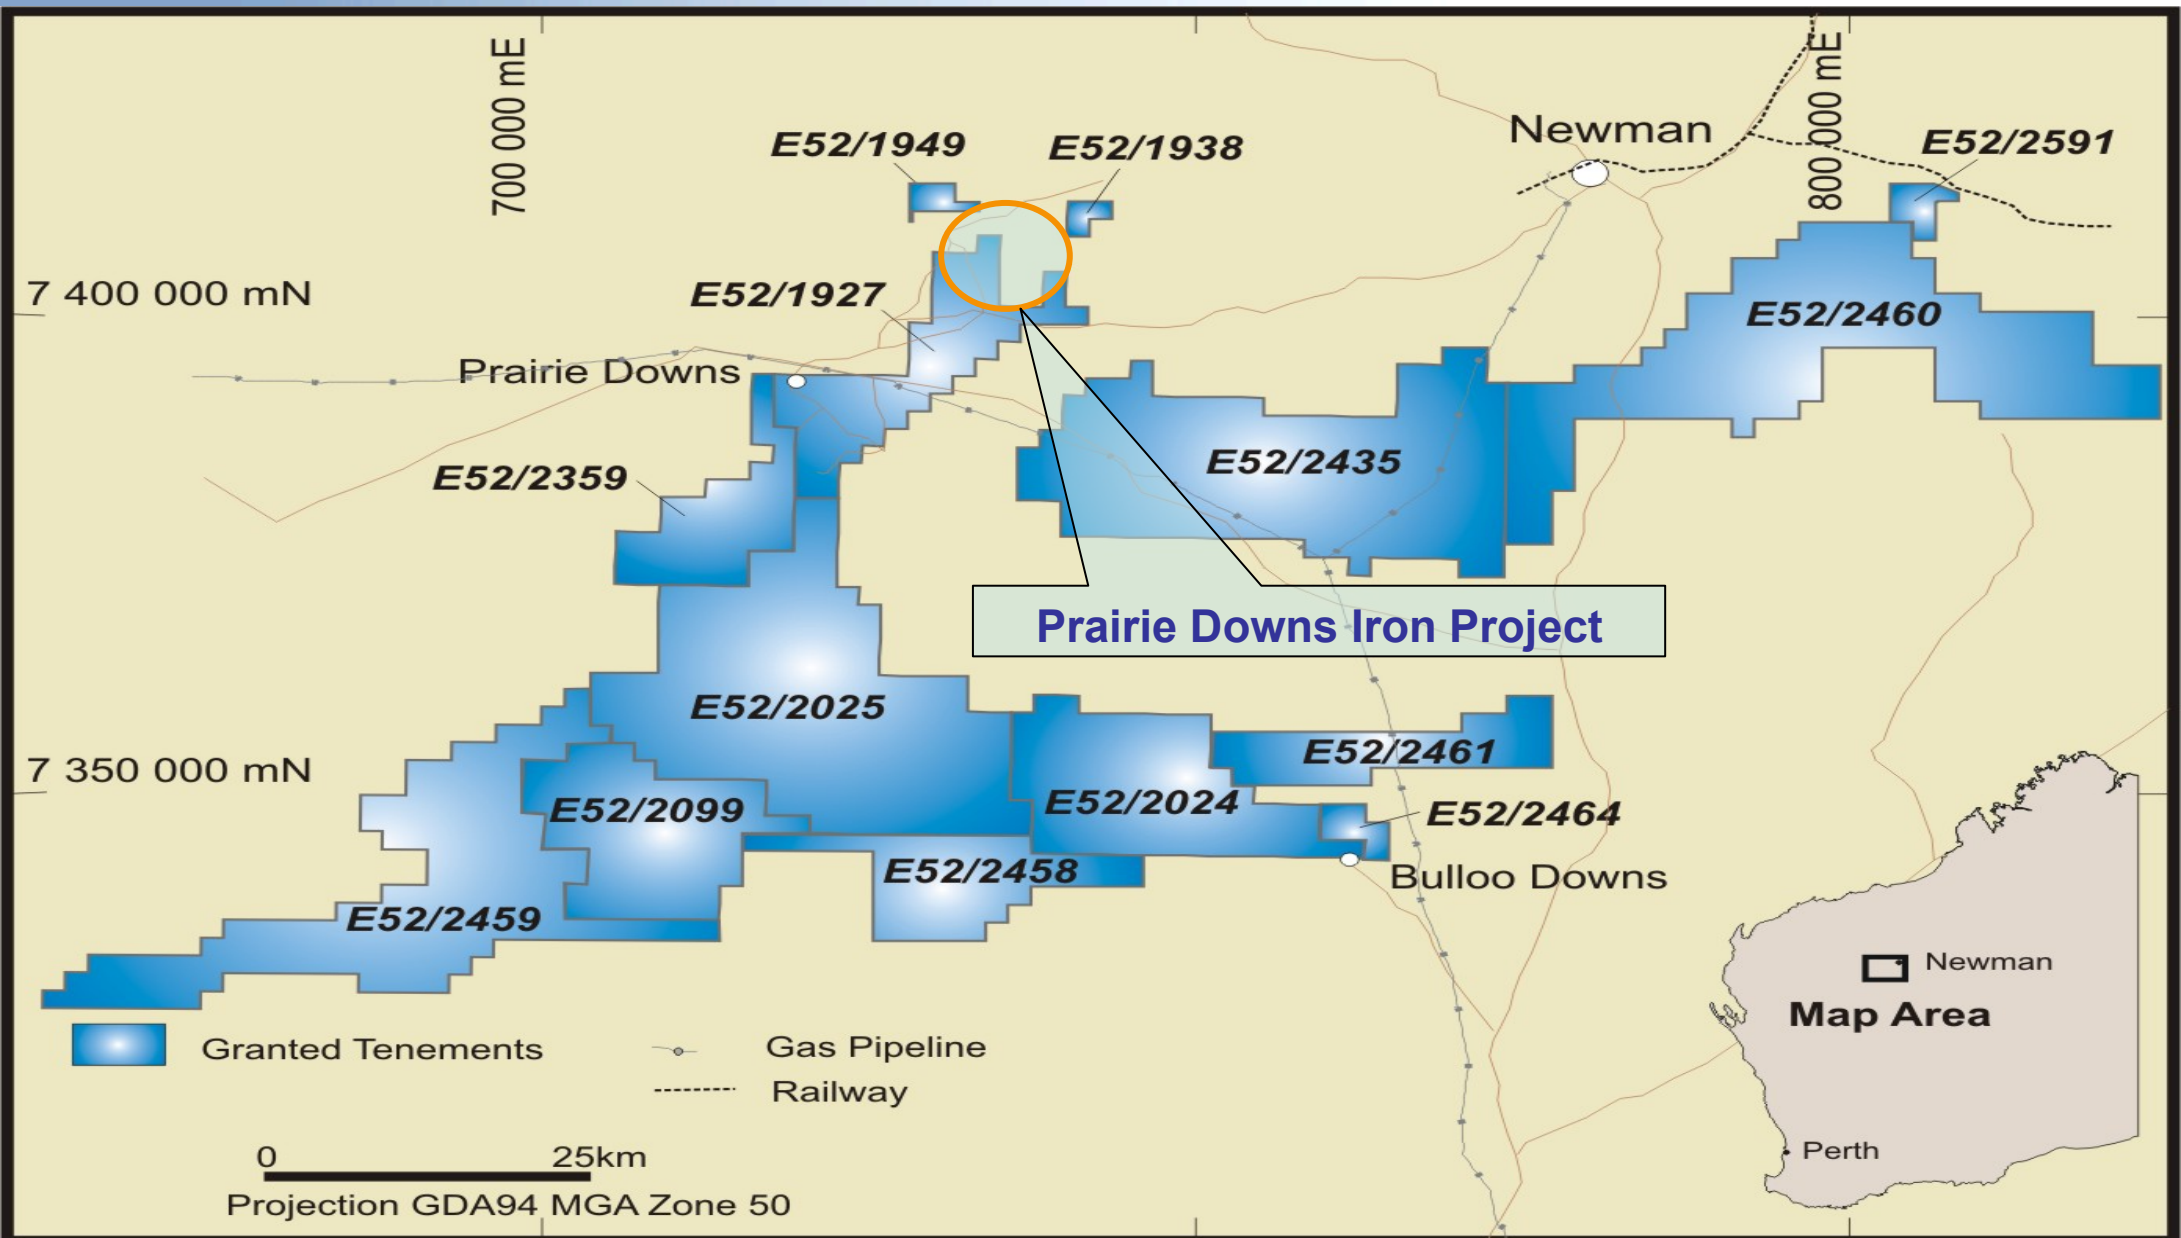 700 000 mE
800 000 mE
Newman
E52/1949
E52/1938
E52/2591
7 400 000 mN
E52/1927
E52/2460
Prairie Downs
E52/2359
E52/2435
Prairie Downs Iron Project
E52/2025
E52/2461
7 350 000 mN
E52/2099
E52/2024
E52/2464
E52/2458
Bulloo Downs
E52/2459
Newman
Map Area
Granted Tenements
Gas Pipeline
Railway
Perth
0 25km
Projection GDA94 MGA Zone 50